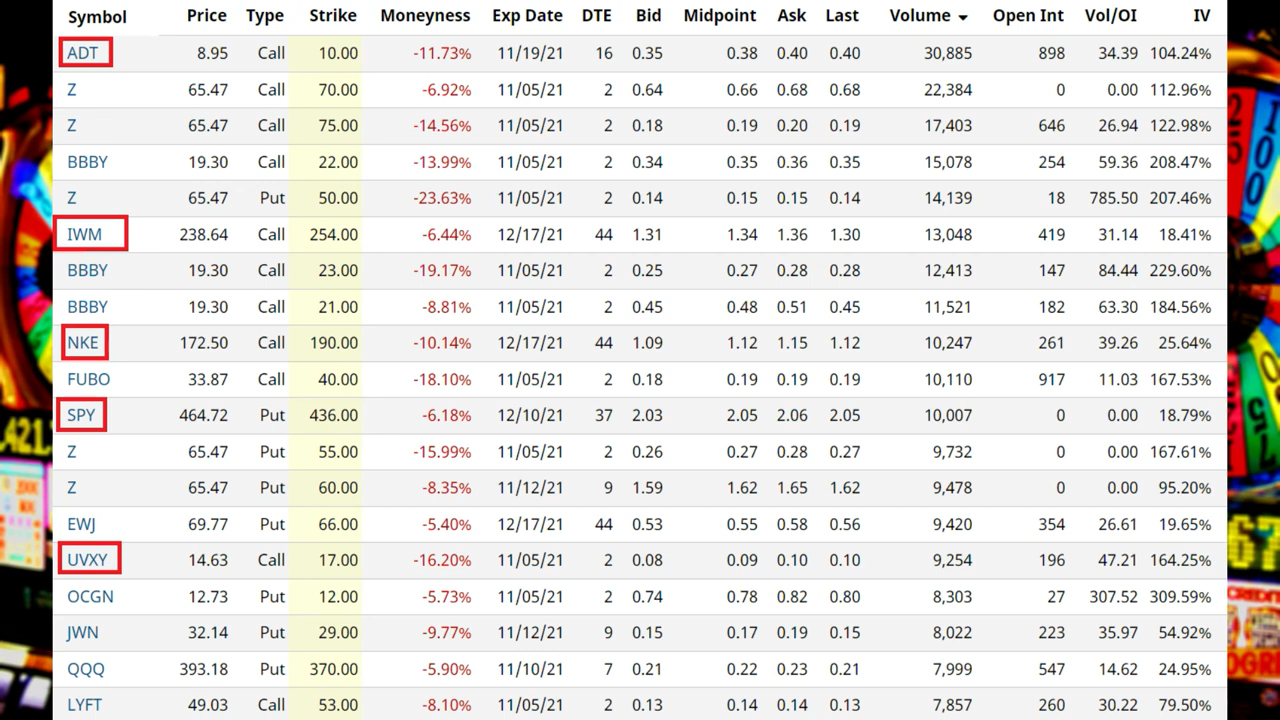 Symbol Price Type Strike Moneyness Exp Date DTE Bid Midpoint Ask Last Volume Open Int Vol/OI IV
ADT 8.95 Call 10.00 -11.73% 11/19/21 16 0.35 0.38 0.40 0.40 30,885 898 34.39 104.24%
Z 65.47 Call 70.00 -6.92% 11/05/21 2 0.64 0.66 0.68 0.68 22,384 0 0.00 112.96%
Z 65.47 Call 75.00 -14.56% 11/05/21 2 0.18 0.19 0.20 0.19 17,403 646 26.94 122.98%
BBBY 19.30 Call 22.00 -13.99% 11/05/21 2 0.34 0.35 0.36 0.35 15,078 254 59.36 208.47%
Z 65.47 Put 50.00 -23.63% 11/05/21 2 0.14 0.15 0.15 0.14 14,139 18 785.50 207.46%
IWM 238.64 Call 254.00 -6.44% 12/17/21 44 1.31 1.34 1.36 1.30 13,048 419 31.14 18.41%
BBBY 19.30 Call 23.00 -19.17% 11/05/21 2 0.25 0.27 0.28 0.28 12,413 147 84.44 229.60%
BBBY 19.30 Call 21.00 -8.81% 11/05/21 2 0.45 0.48 0.51 0.45 11,521 182 63.30 184.56%
NKE 172.50 Call 190.00 -10.14% 12/17/21 44 1.09 1.12 1.15 1.12 10,247 261 39.26 25.64%
FUBO 33.87 Call 40.00 -18.10% 11/05/21 2 0.18 0.19 0.19 0.19 10,110 917 11.03 167.53%
SPY 464.72 Put 436.00 -6.18% 12/10/21 37 2.03 2.05 2.06 2.05 10,007 0 0.00 18.79%
Z 65.47 Put 55.00 -15.99% 11/05/21 2 0.26 0.27 0.28 0.27 9,732 0 0.00 167.61%
Z 65.47 Put 60.00 -8.35% 11/12/21 9 1.59 1.62 1.65 1.62 9,478 0 0.00 95.20%
EWJ 69.77 Put 66.00 -5.40% 12/17/21 44 0.53 0.55 0.58 0.56 9,420 354 26.61 19.65%
UVXY 14.63 Call 17.00 -16.20% 11/05/21 2 0.08 0.09 0.10 0.10 9,254 196 47.21 164.25%
OCGN 12.73 Put 12.00 -5.73% 11/05/21 2 0.74 0.78 0.82 0.80 8,303 27 307.52 309.59%
JWN 32.14 Put 29.00 -9.77% 11/12/21 9 0.15 0.17 0.19 0.15 8,022 223 35.97 54.92%
QQQ 393.18 Put 370.00 -5.90% 11/10/21 7 0.21 0.22 0.23 0.21 7,999 547 14.62 24.95%
LYFT 49.03 Call 53.00 -8.10% 11/05/21 2 0.13 0.14 0.14 0.13 7,857 260 30.22 79.50%